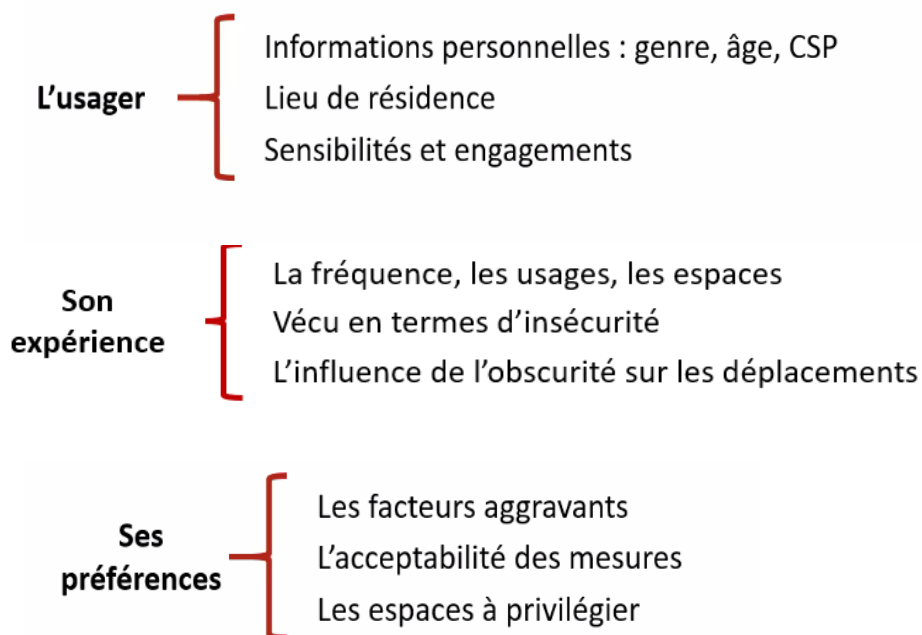 L'usager
Informations personnelles : genre, âge, CSP
Lieu de résidence
Sensibilités et engagements
Son
expérience
La fréquence, les usages, les espaces
Vécu en termes d'insécurité
L'influence de l'obscurité sur les déplacements
Ses
préférences
Les facteurs aggravants
L'acceptabilité des mesures
Les espaces à privilégier